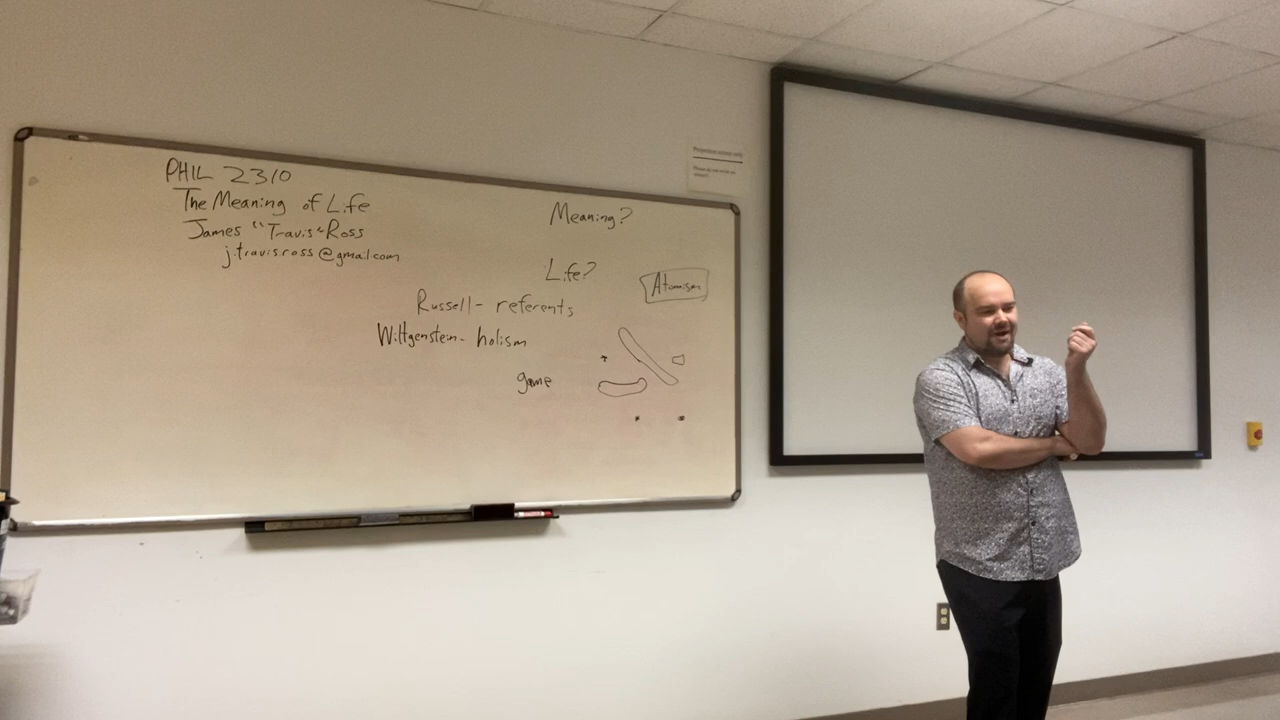 PHIL 2310
The Meaning of Life
James "Travis" Ross
j.travis.ross@gmail.com
Meaning?
Life?
Atomism
Russell- referents
Wittgenstein- holism
game